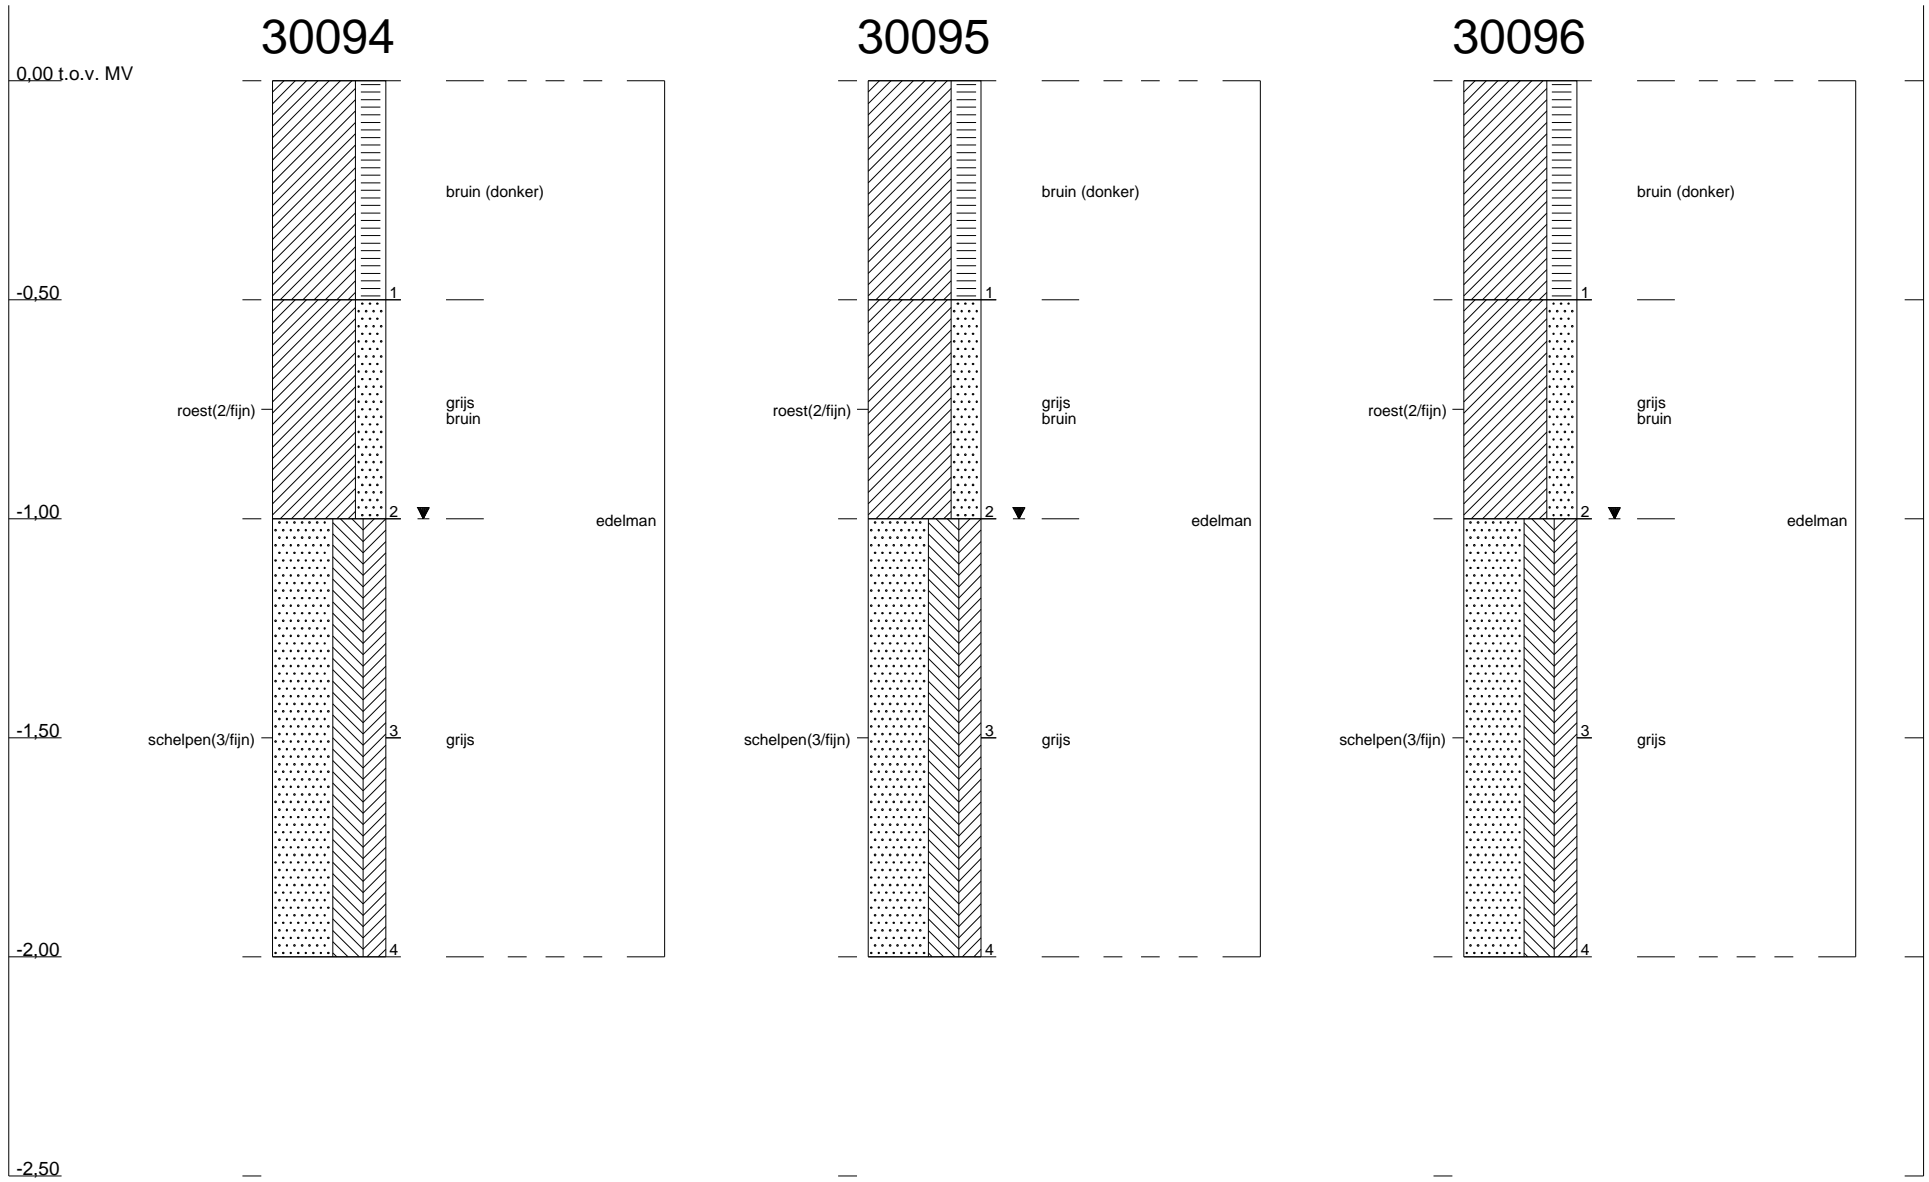 30094 30095 30096
0,00 t.o.v. MV
bruin (donker) bruin (donker) bruin (donker)
-0,50 1 1 1
roest(2/fijn) grijs roest(2/fijn) grijs roest(2/fijn) grijs
bruin bruin bruin
-1,00 2 2 2
edelman edelman edelman
-1,50 3 3 3
schelpen(3/fijn) grijs schelpen(3/fijn) grijs schelpen(3/fijn) grijs
-2,00 4 4 4
-2,50